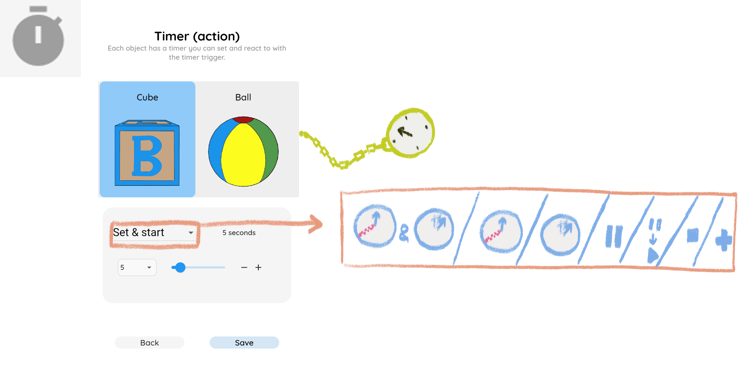 Timer (action)
Each object has a timer you can set and react to with
the timer trigger.
Cube
Ball
B
Set & start
5 seconds
5
− +
Back
Save
&